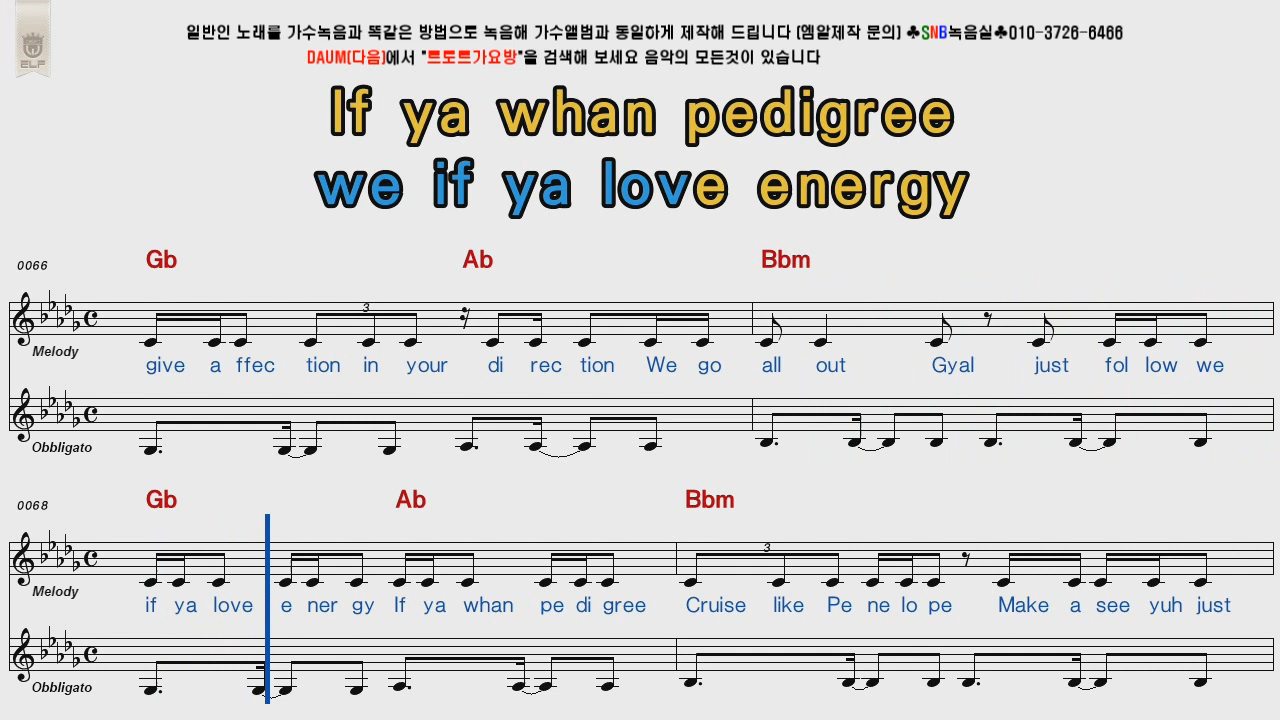 ELF
일반인 노래를 가수녹음과 똑같은 방법으로 녹음해 가수앨범과 동일하게 제작해 드립니다 (엠알제작 문의) ♣SNB녹음실♣010-3726-6466
DAUM(다음)에서 "트로트가요방"을 검색해 보세요 음악의 모든것이 있습니다
If ya whan pedigree
we if ya love energy
0066
Gb Ab Bbm
3
Melody
give a ffec tion in your di rec tion We go all out Gyal just fol low we
Obbligato
0068
Gb Ab Bbm
3
Melody
if ya love e ner gy If ya whan pe di gree Cruise like Pe ne lo pe Make a see yuh just
Obbligato